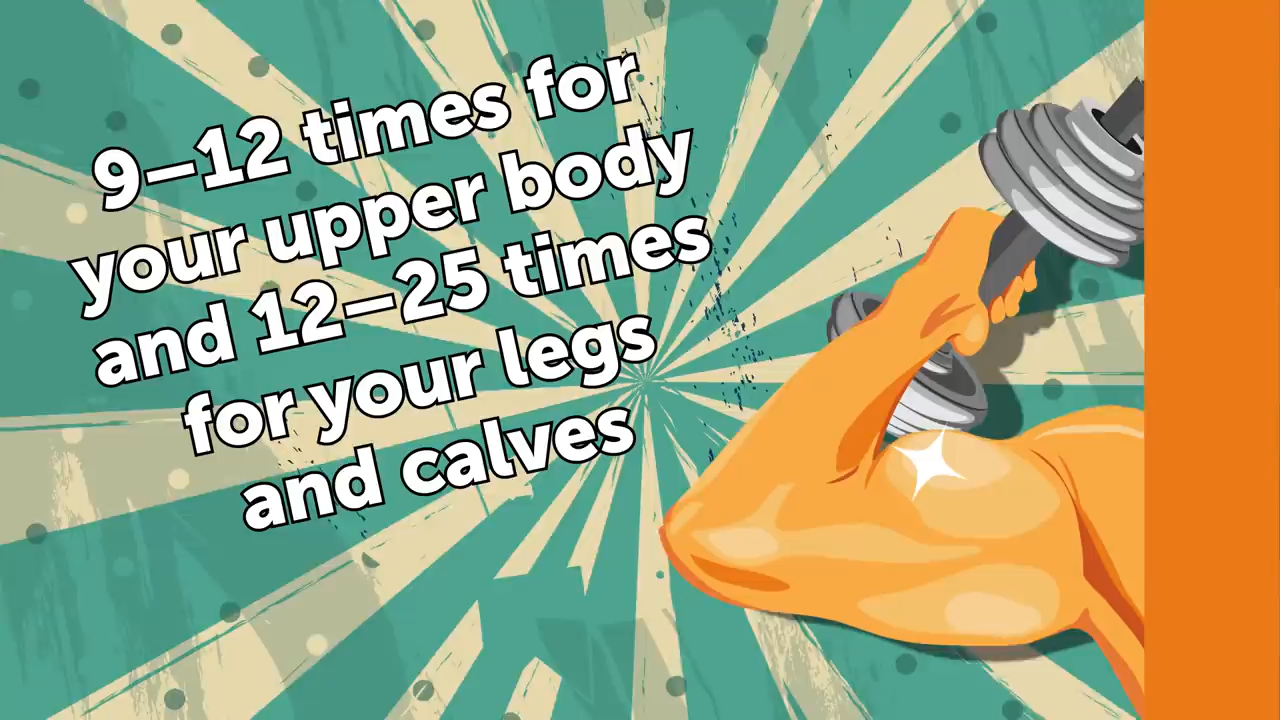 9–12 times for
your upper body
and 12–25 times
for your legs
and calves